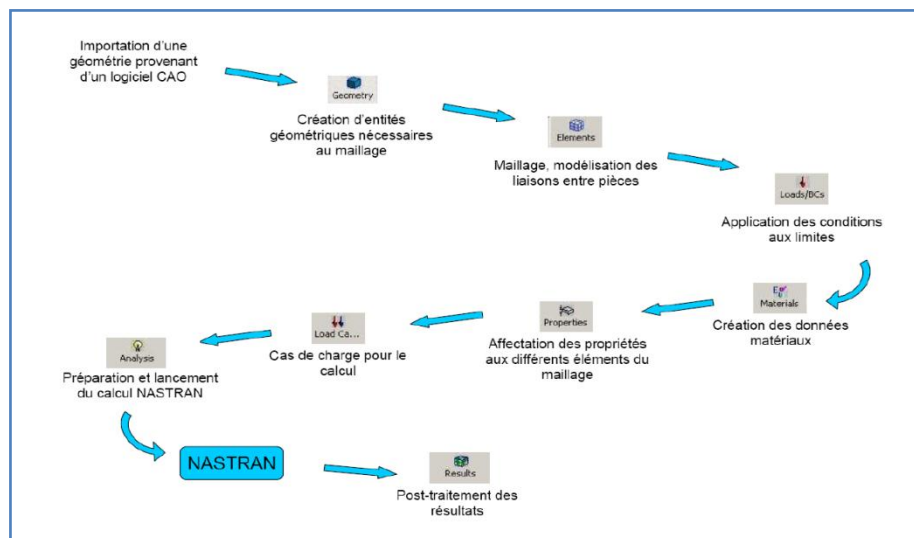 Importation d'une
géométrie provenant
d'un logiciel CAO
Geometry
Création d'entités
géométriques nécessaires
au maillage
Elements
Maillage, modélisation des
liaisons entre pièces
Loads/BCs
Application des conditions
aux limites
Materials
Création des données
matériaux
Properties
Affectation des propriétés
aux différents éléments du
maillage
Load Ca...
Cas de charge pour le
calcul
Analysis
Préparation et lancement
du calcul NASTRAN
NASTRAN
Results
Post-traitement des
résultats